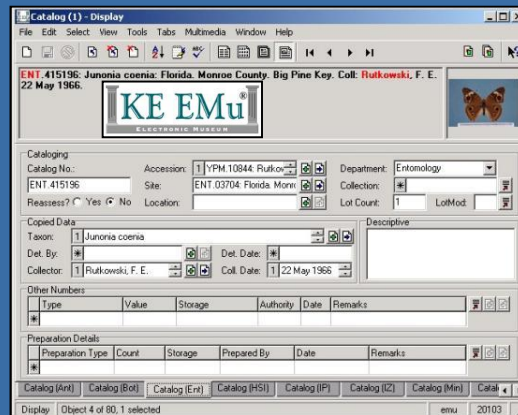 Catalog (1) - Display
File Edit Select View Tools Tabs Multimedia Window Help
ENT.415196: Junonia coenia: Florida. Monroe County. Big Pine Key. Coll: Rutkowski, F. E.
22 May 1966.
KE EMu
ELECTRONIC MUSEUM
Cataloging
Catalog No.: Accession: 1 YPM.10844: Rutkov Department: Entomology
ENT.415196 Site: ENT.03704: Florida. Monro Collection:
Reassess? Yes No Location: Lot Count: 1 LotMod:
Copied Data Descriptive
Taxon: 1 Junonia coenia
Det. By: Det. Date:
Collector: 1 Rutkowski, F. E. Coll. Date: 1 22 May 1966
Other Numbers
Type Value Storage Authority Date Remarks
Preparation Details
Preparation Type Count Storage Prepared By Date Remarks
Catalog (Ant) Catalog (Bot) Catalog (Ent) Catalog (HSI) Catalog (IP) Catalog (IZ) Catalog (Min) Catal
Display Object 4 of 80, 1 selected emu 20103